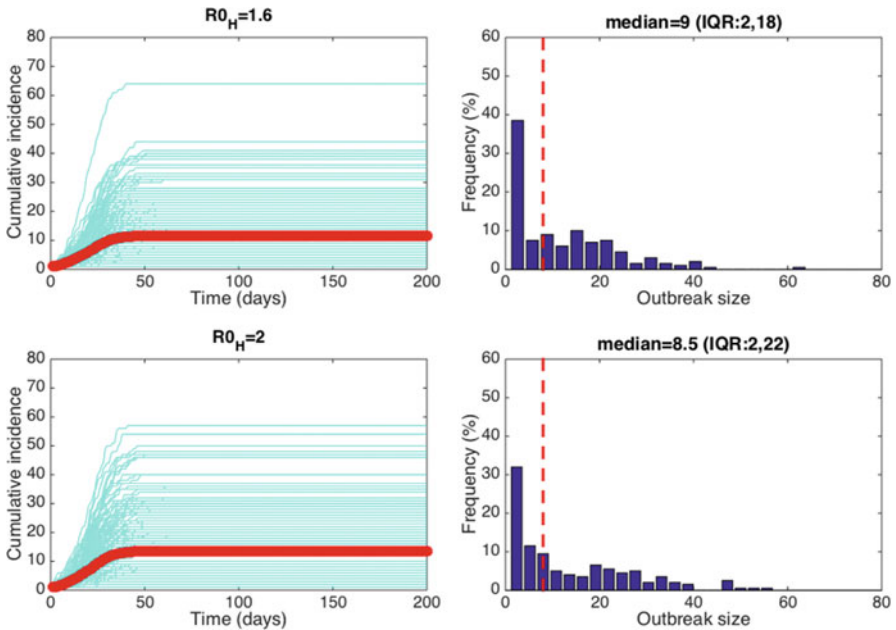 R0_H=1.6
80
70
60
50
40
30
20
10
0
Cumulative incidence
0 50 100 150 200
Time (days)
median=9 (IQR:2,18)
60
50
40
30
20
10
0
Frequency (%)
0 20 40 60 80
Outbreak size
R0_H=2
80
70
60
50
40
30
20
10
0
Cumulative incidence
0 50 100 150 200
Time (days)
median=8.5 (IQR:2,22)
60
50
40
30
20
10
0
Frequency (%)
0 20 40 60 80
Outbreak size